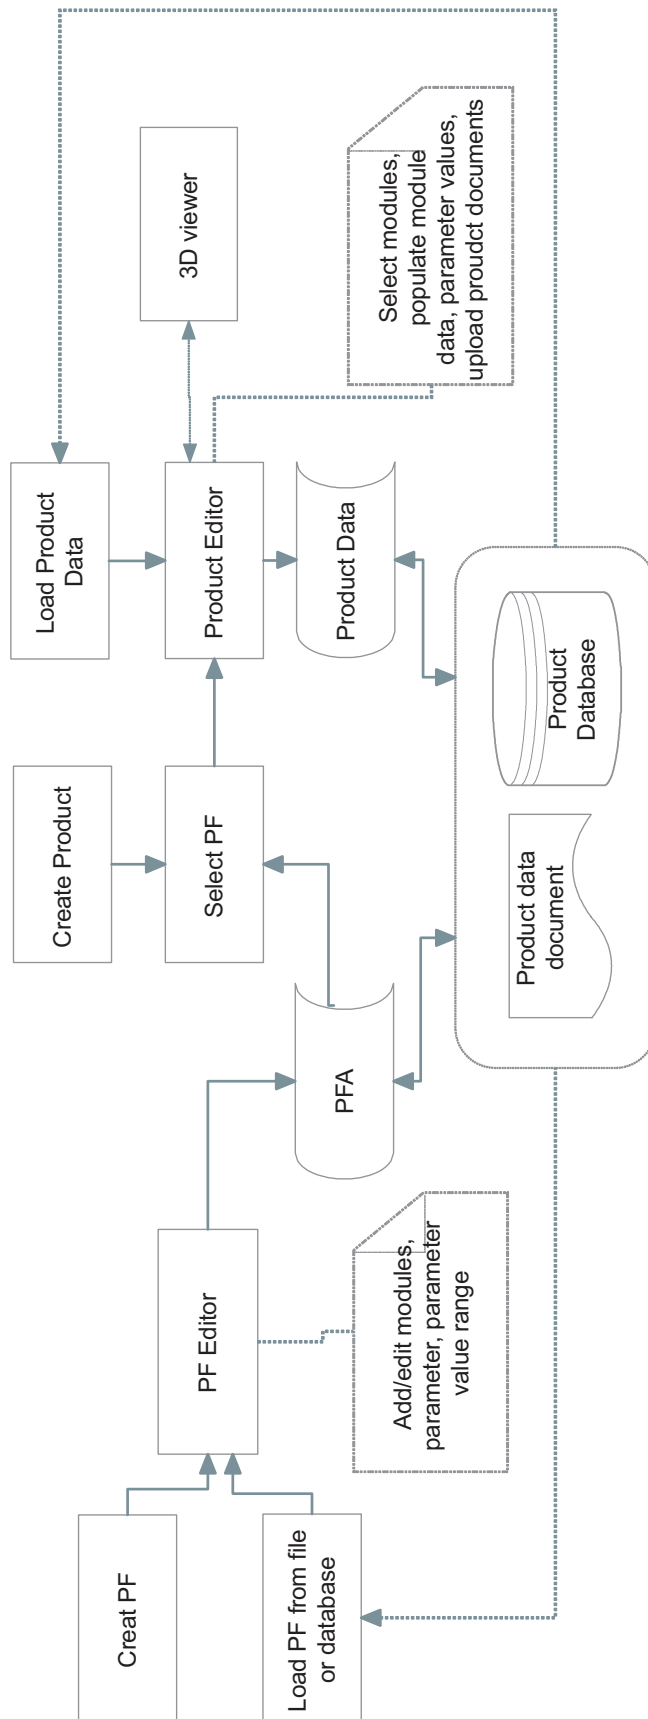 Create Product
Load Product
Data
Creat PF
PF Editor
Select PF
Product Editor
3D viewer
Load PF from file
or database
PFA
Product Data
Add/edit modules,
parameter, parameter
value range
Select modules,
populate module
data, parameter values,
upload proudct documents
Product data
document
Product
Database